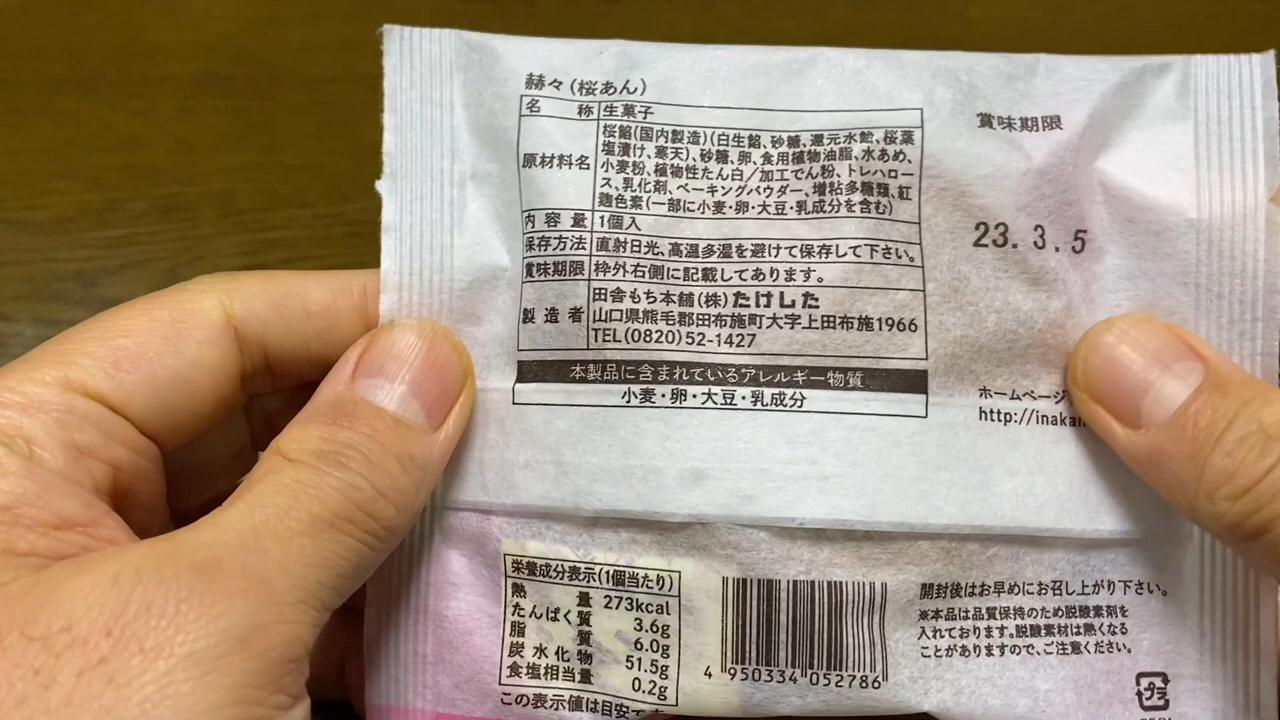 赫々(桜あん)
名称 生菓子
原材料名 桜餡(国内製造)(白生餡、砂糖、還元水飴、桜葉
塩漬け、寒天)、砂糖、卵、食用植物油脂、水あめ、
小麦粉、植物性たん白/加工でん粉、トレハロー
ス、乳化剤、ベーキングパウダー、増粘多糖類、紅
麹色素(一部に小麦・卵・大豆・乳成分を含む)
内容量 1個入
保存方法 直射日光、高温多湿を避けて保存して下さい。
賞味期限 枠外右側に記載してあります。
製造者 田舎もち本舗(株)たけした
山口県熊毛郡田布施町大字上田布施1966
TEL(0820)52-1427
本製品に含まれているアレルギー物質
小麦・卵・大豆・乳成分
賞味期限
23. 3. 5
ホームページ
http://inaka
栄養成分表示(1個当たり)
熱量 273kcal
たんぱく質 3.6g
脂質 6.0g
炭水化物 51.5g
食塩相当量 0.2g
この表示値は目安です
4 950334 052786
開封後はお早めにお召し上がり下さい。
※本品は品質保持のため脱酸素剤を
入れております。脱酸素材は熱くなる
ことがありますので、ご注意ください。
プラ